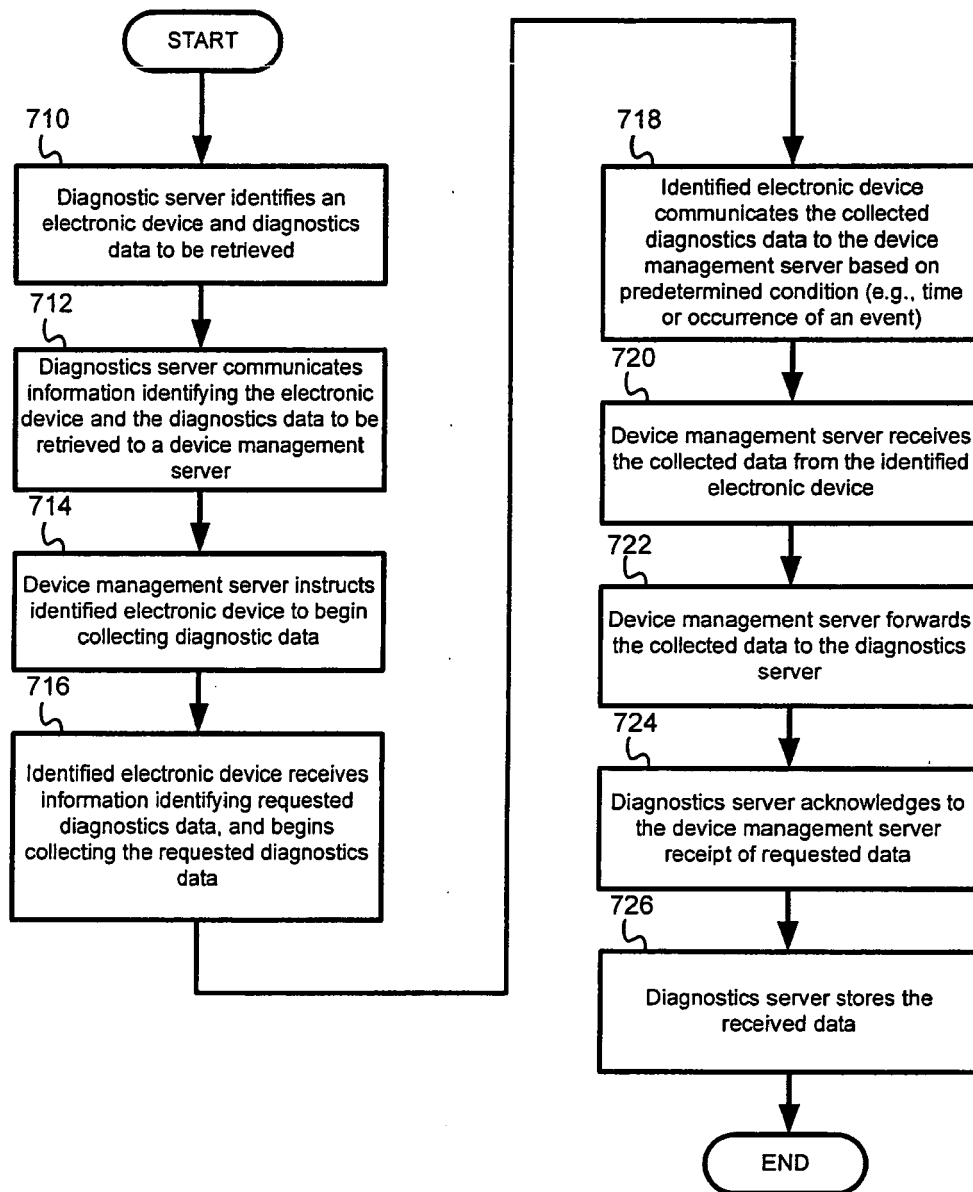 START
710
Diagnostic server identifies an
electronic device and diagnostics
data to be retrieved
712
Diagnostics server communicates
information identifying the electronic
device and the diagnostics data to be
retrieved to a device management
server
714
Device management server instructs
identified electronic device to begin
collecting diagnostic data
716
Identified electronic device receives
information identifying requested
diagnostics data, and begins
collecting the requested diagnostics
data
718
Identified electronic device
communicates the collected
diagnostics data to the device
management server based on
predetermined condition (e.g., time
or occurrence of an event)
720
Device management server receives
the collected data from the identified
electronic device
722
Device management server forwards
the collected data to the diagnostics
server
724
Diagnostics server acknowledges to
the device management server
receipt of requested data
726
Diagnostics server stores the
received data
END